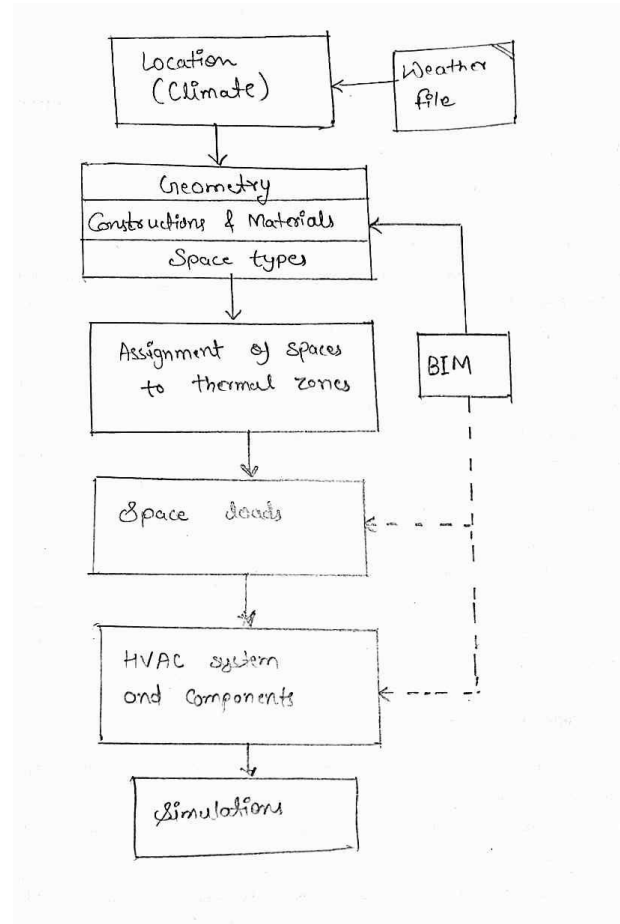 Location
(Climate)
Weather
file
Geometry
Constructions & Materials
Space types
Assignment of spaces
to thermal zones
BIM
Space loads
HVAC system
and components
Simulations